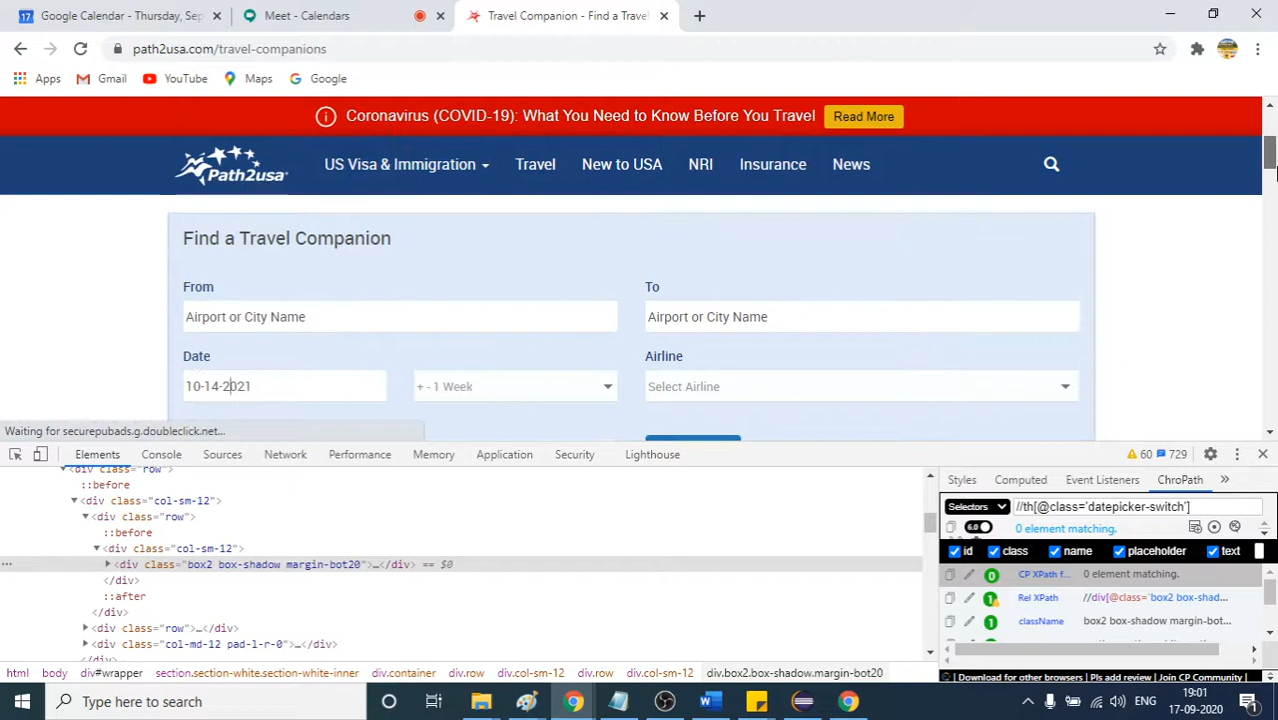 Google Calendar - Thursday, Sep
Meet - Calendars
Travel Companion - Find a Travel
path2usa.com/travel-companions
Apps
Gmail
YouTube
Maps
Google
Coronavirus (COVID-19): What You Need to Know Before You Travel
Read More
Path2usa
US Visa & Immigration
Travel
New to USA
NRI
Insurance
News
Find a Travel Companion
From
To
Airport or City Name
Airport or City Name
Date
Airline
10-14-2021
+ - 1 Week
Select Airline
Waiting for securepubads.g.doubleclick.net...
Elements
Console
Sources
Network
Performance
Memory
Application
Security
Lighthouse
60
729
<div class="row">
::before
<div class="col-sm-12">
<div class="row">
::before
<div class="col-sm-12">
<div class="box2 box-shadow margin-bot20">…</div> == $0
</div>
::after
</div>
<div class="row">…</div>
<div class="col-md-12 pad-l-r-0">…</div>
html
body
div#wrapper
section.section-white.section-white-inner
div.container
div.row
div.col-sm-12
div.row
div.col-sm-12
div.box2.box-shadow.margin-bot20
Styles
Computed
Event Listeners
ChroPath
Selectors
//th[@class='datepicker-switch']
6.0
0 element matching.
id
class
name
placeholder
text
0
CP XPath f...
0 element matching.
1
Rel XPath
//div[@class='box2 box-shad...
1
className
box2 box-shadow margin-bot...
Download for other browsers | Pls add review | Join CP Community
Type here to search
ENG
19:01
17-09-2020